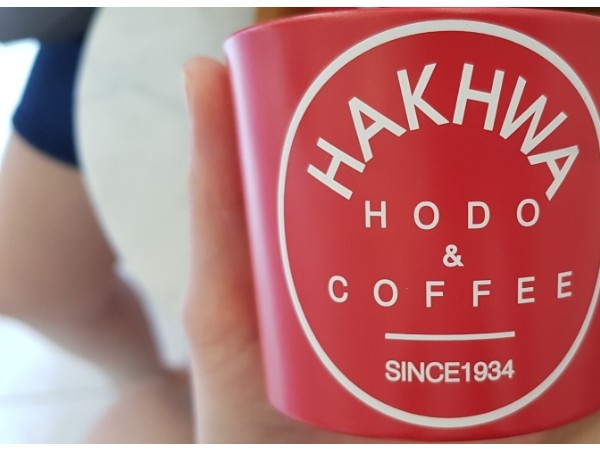 HAKHWA
HODO
&
COFFEE
SINCE1934